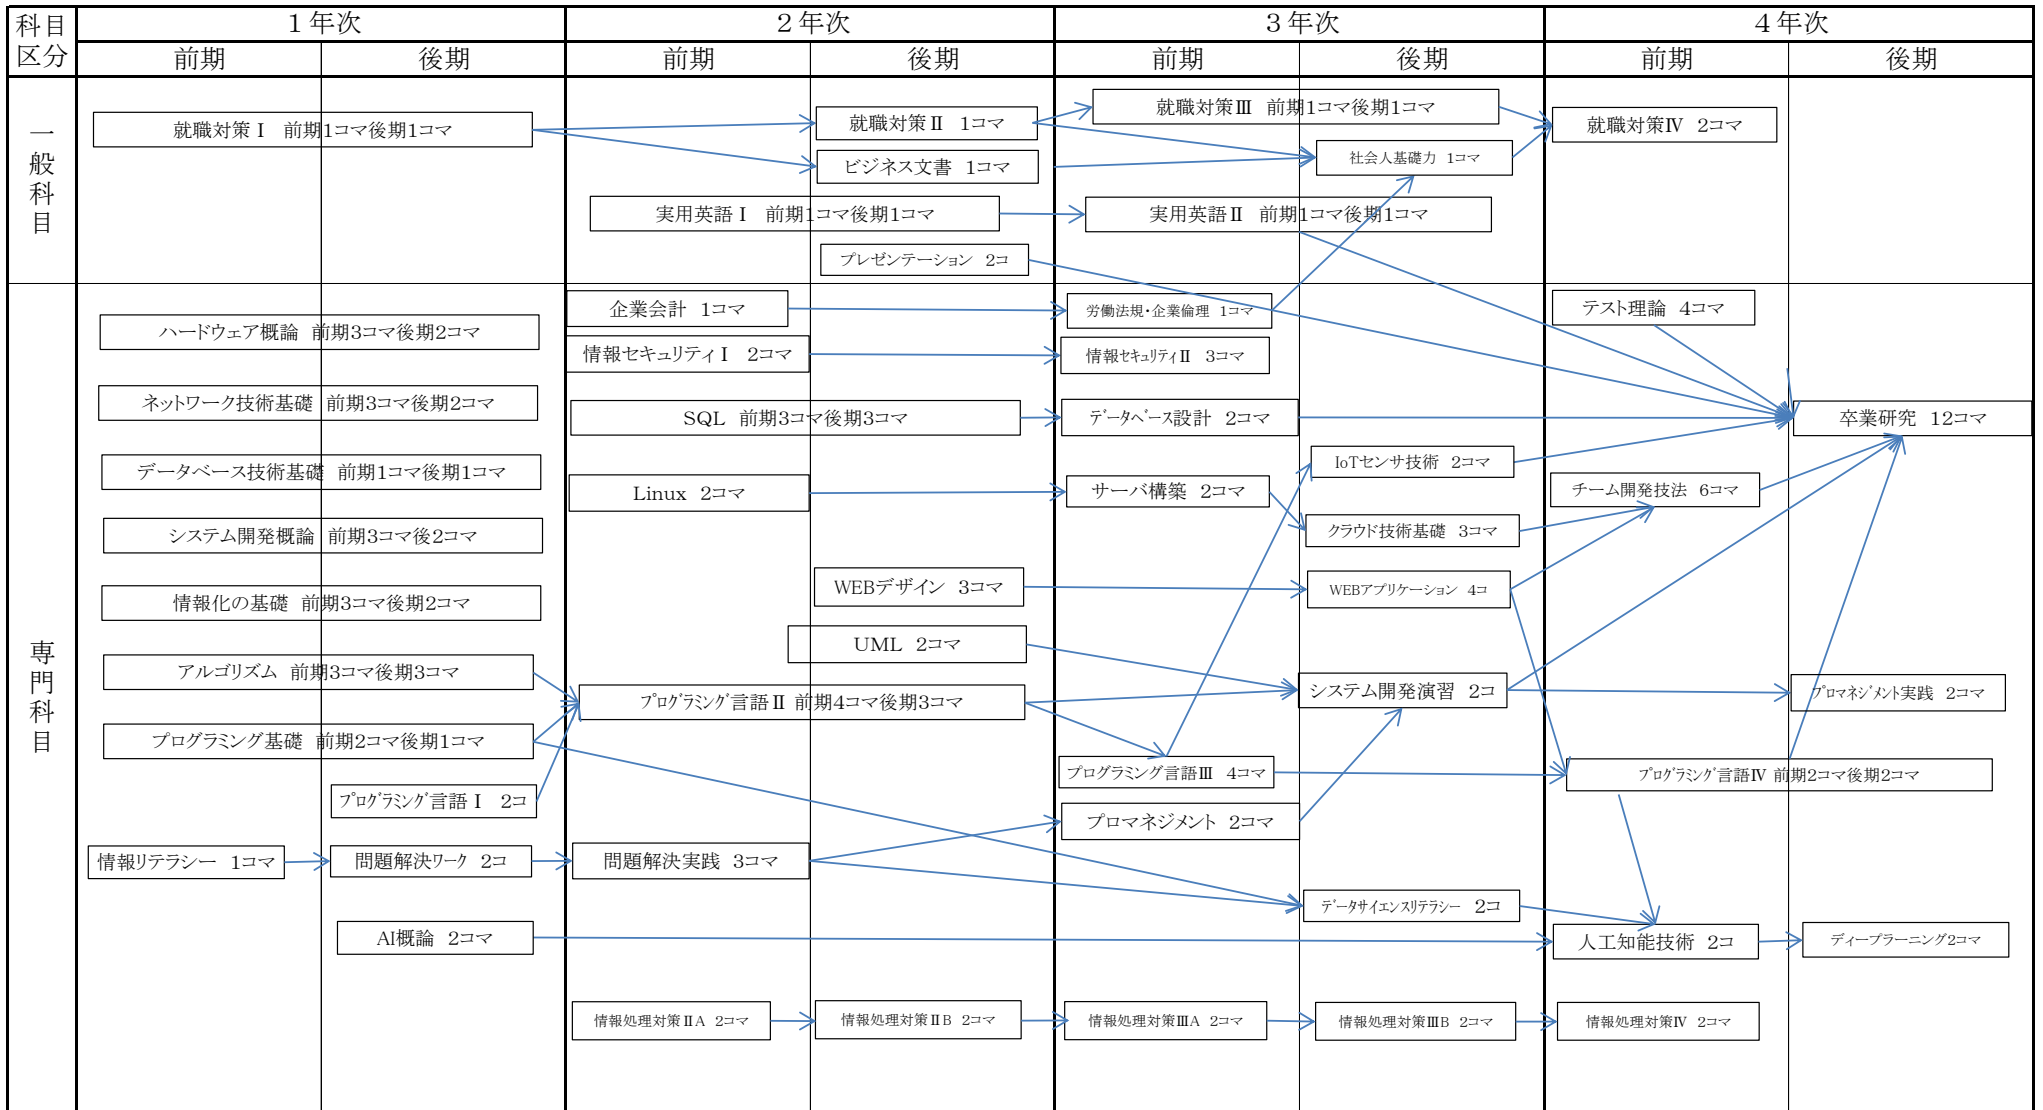 科目
区分
１年次
２年次
３年次
４年次
前期
後期
前期
後期
前期
後期
前期
後期
一般科目
就職対策Ⅰ　前期1コマ後期1コマ
就職対策Ⅱ 1コマ
就職対策Ⅲ 前期1コマ後期1コマ
就職対策Ⅳ 2コマ
ビジネス文書 1コマ
社会人基礎力 1コマ
実用英語Ⅰ　前期1コマ後期1コマ
実用英語Ⅱ 前期1コマ後期1コマ
プレゼンテーション 2コ
専門科目
企業会計 1コマ
労働法規・企業倫理 1コマ
テスト理論 4コマ
ハードウェア概論 前期3コマ後期2コマ
情報セキュリティⅠ 2コマ
情報セキュリティⅡ 3コマ
ネットワーク技術基礎 前期3コマ後期2コマ
SQL 前期3コマ後期3コマ
データベース設計 2コマ
卒業研究 12コマ
データベース技術基礎 前期1コマ後期1コマ
IoTセンサ技術 2コマ
Linux 2コマ
サーバ構築 2コマ
チーム開発技法 6コマ
システム開発概論 前期3コマ後2コマ
クラウド技術基礎 3コマ
情報化の基礎 前期3コマ後期2コマ
WEBデザイン 3コマ
WEBアプリケーション 4コ
UML 2コマ
アルゴリズム 前期3コマ後期3コマ
プログラミング言語Ⅱ 前期4コマ後期3コマ
システム開発演習 2コ
プロマネジメント実践 2コマ
プログラミング基礎 前期2コマ後期1コマ
プログラミング言語Ⅲ 4コマ
プログラミング言語Ⅳ 前期2コマ後期2コマ
プログラミング言語Ⅰ　2コ
プロマネジメント 2コマ
情報リテラシー 1コマ
問題解決ワーク 2コ
問題解決実践 3コマ
データサイエンスリテラシー 2コ
AI概論 2コマ
人工知能技術 2コ
ディープラーニング2コマ
情報処理対策ⅡA 2コマ
情報処理対策ⅡB 2コマ
情報処理対策ⅢA 2コマ
情報処理対策ⅢB 2コマ
情報処理対策Ⅳ 2コマ